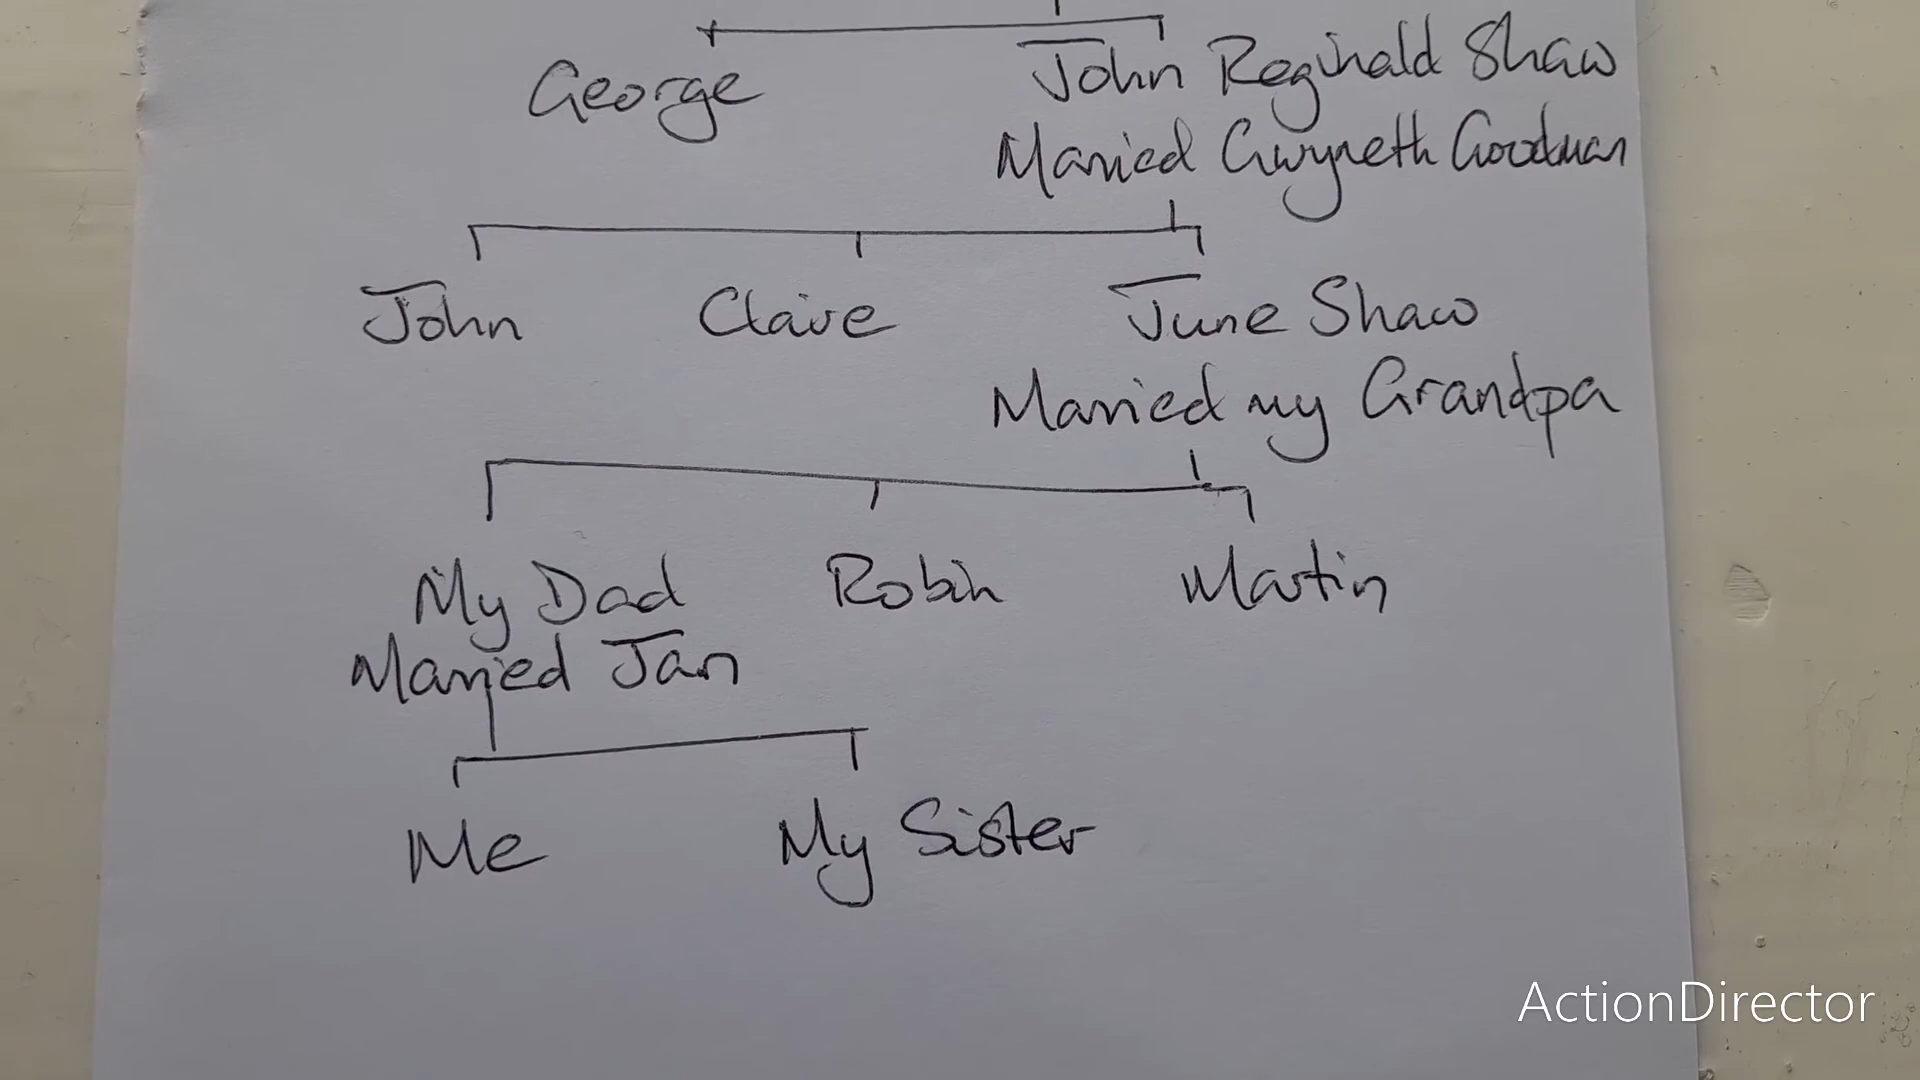 George
John Reginald Shaw
Married Gwyneth Goodman
John Claire June Shaw
Married my Grandpa
My Dad Robin Martin
Married Jan
Me My Sister
ActionDirector